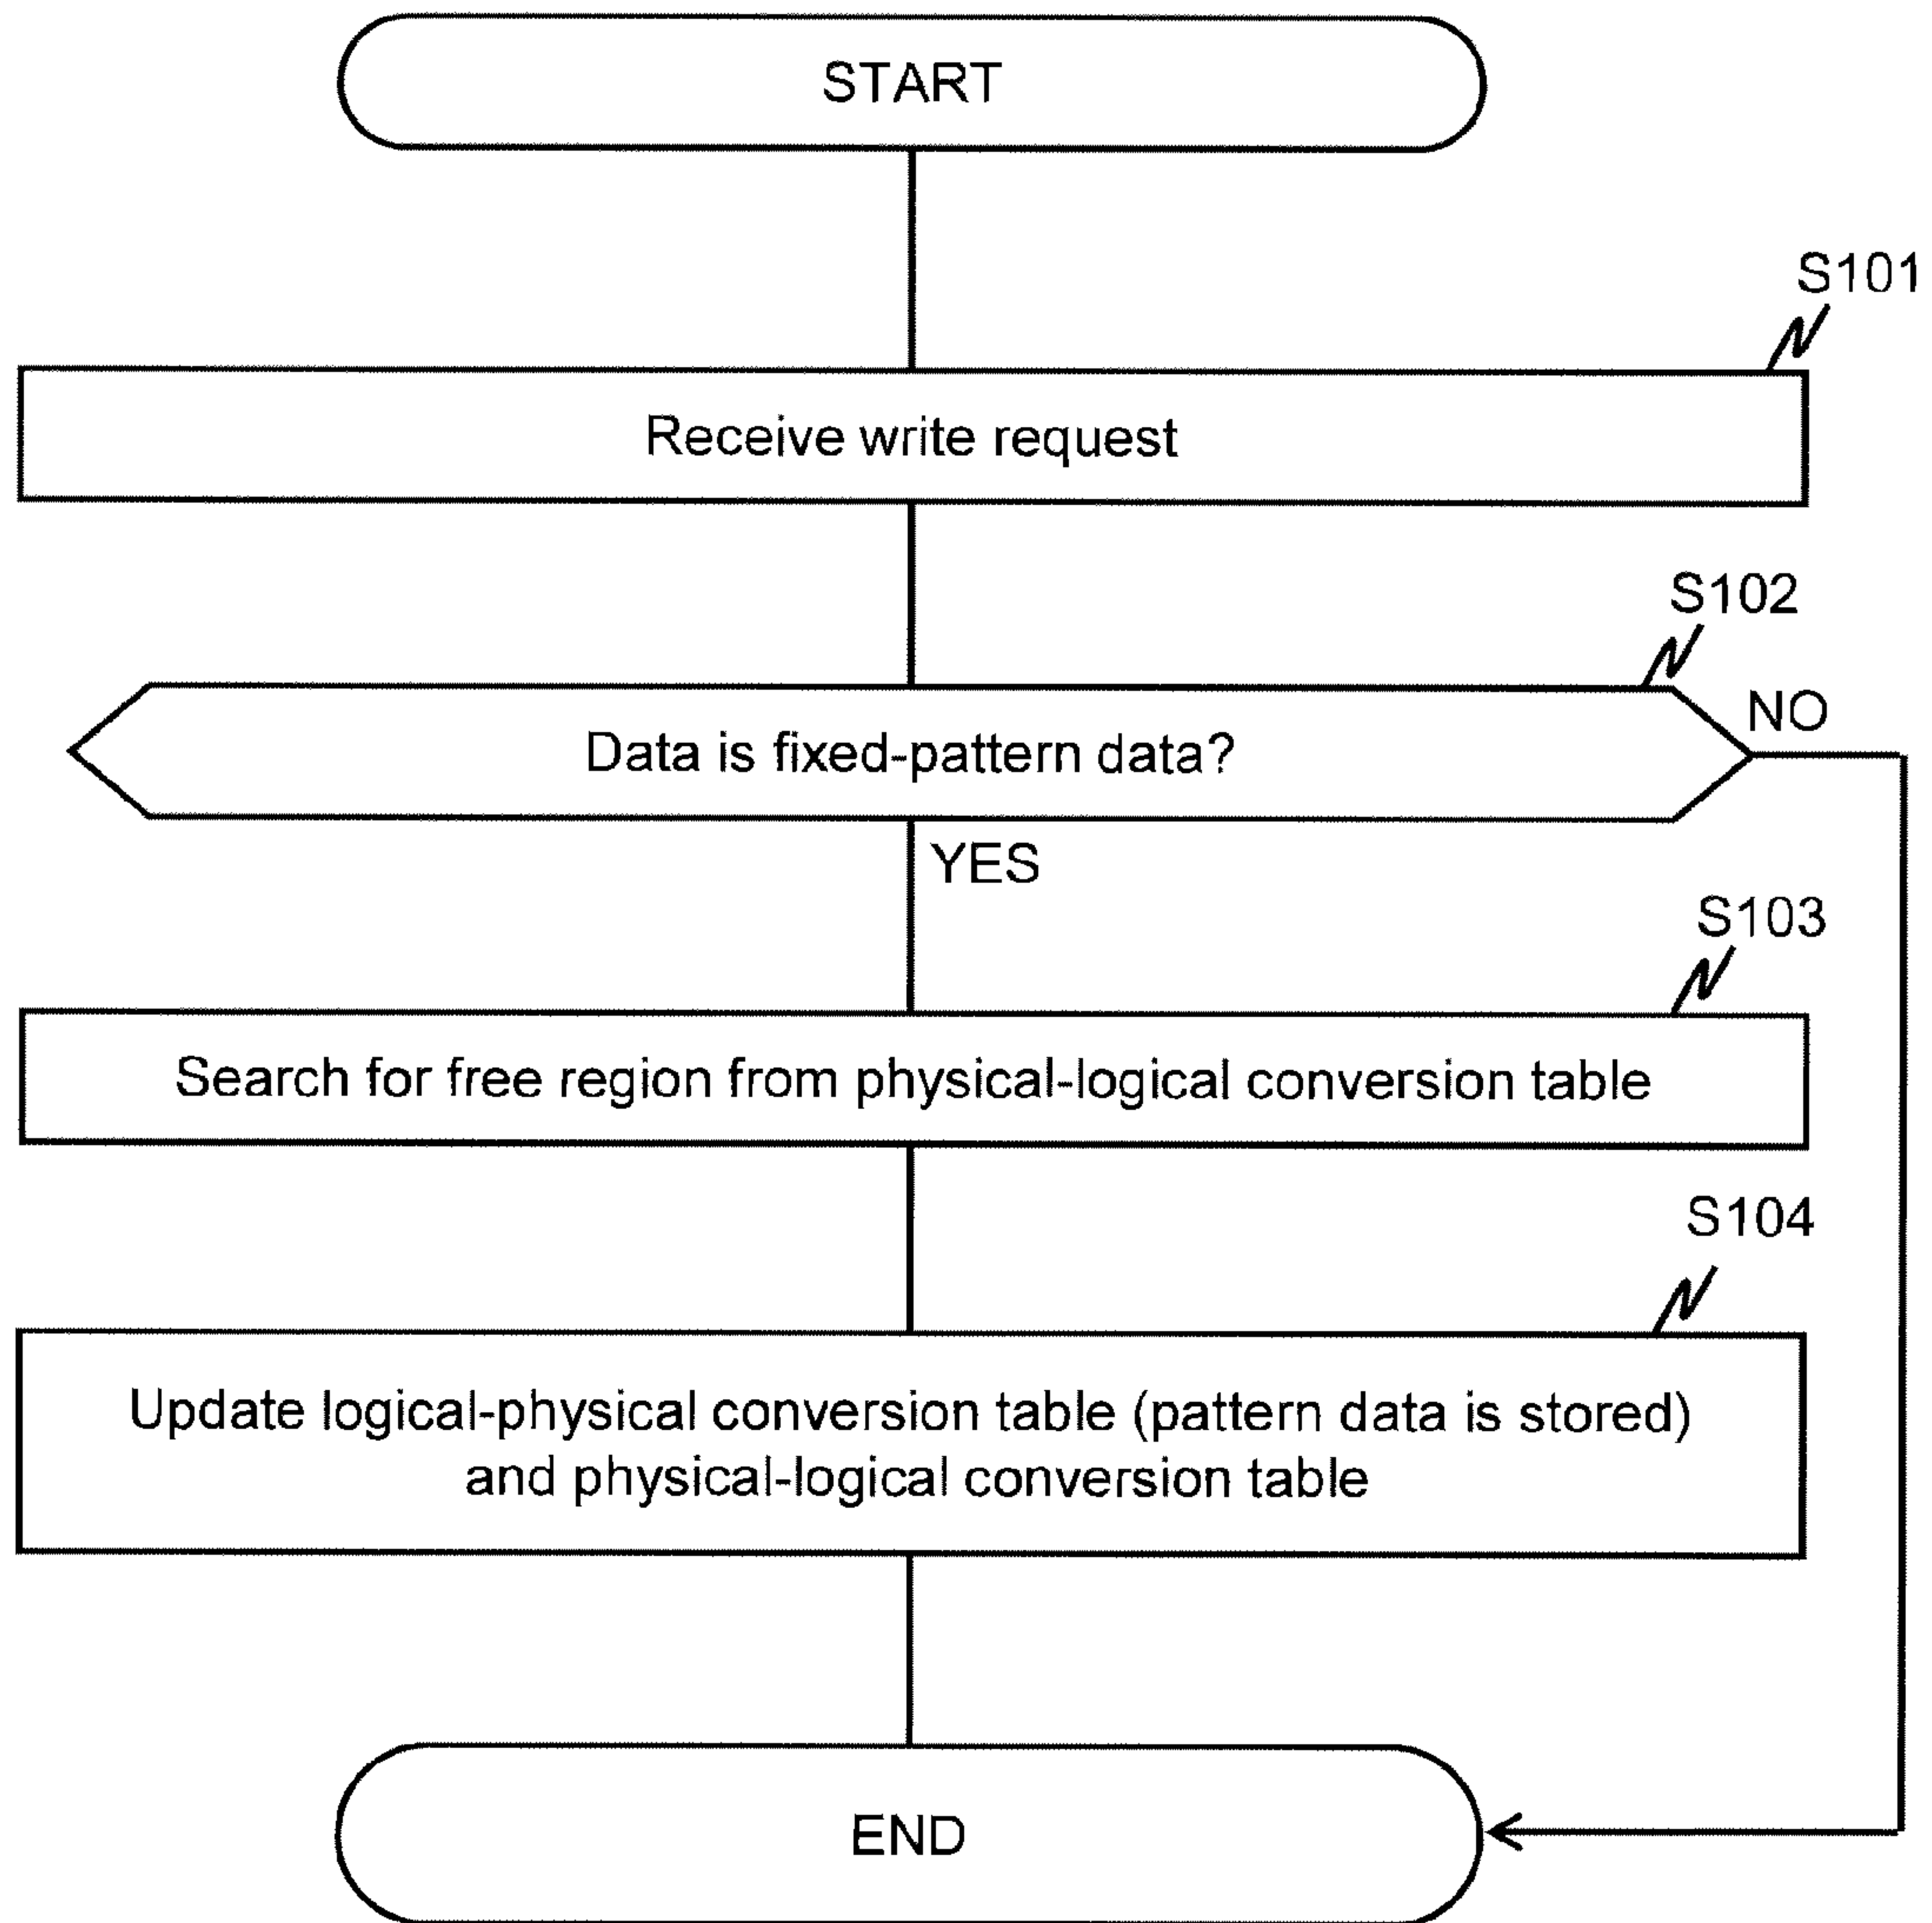 START
S101
Receive write request
S102
Data is fixed-pattern data?
NO
YES
S103
Search for free region from physical-logical conversion table
S104
Update logical-physical conversion table (pattern data is stored)
and physical-logical conversion table
END